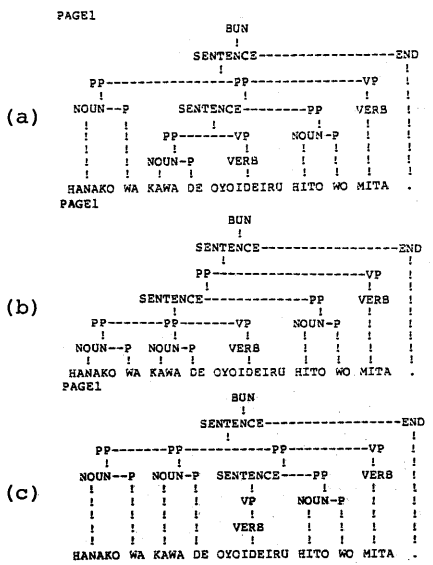 PAGE1
BUN
!
SENTENCE--------------------END
! !
PP------------------PP---------------VP !
! ! ! !
(a) NOUN--P SENTENCE---------PP VERB !
! ! ! ! ! !
! ! PP-------VP NOUN-P ! !
! ! ! ! ! ! ! !
! ! NOUN-P VERB ! ! ! !
! ! ! ! ! ! ! ! !
HANAKO WA KAWA DE OYOIDEIRU HITO WO MITA .
PAGE1
BUN
!
SENTENCE--------------------END
! !
PP---------------------VP !
! ! !
(b) SENTENCE-----------------PP VERB !
! ! ! !
PP--------PP--------VP NOUN-P ! !
! ! ! ! ! ! !
NOUN--P NOUN-P VERB ! ! ! !
! ! ! ! ! ! ! ! !
HANAKO WA KAWA DE OYOIDEIRU HITO WO MITA .
PAGE1
BUN
!
SENTENCE--------------------END
! !
PP--------PP------------PP-----------VP !
! ! ! ! !
NOUN--P NOUN-P SENTENCE----PP VERB !
(c) ! ! ! ! ! ! ! !
! ! ! ! VP NOUN-P ! !
! ! ! ! ! ! ! ! !
! ! ! ! VERB ! ! ! !
! ! ! ! ! ! ! ! !
HANAKO WA KAWA DE OYOIDEIRU HITO WO MITA .